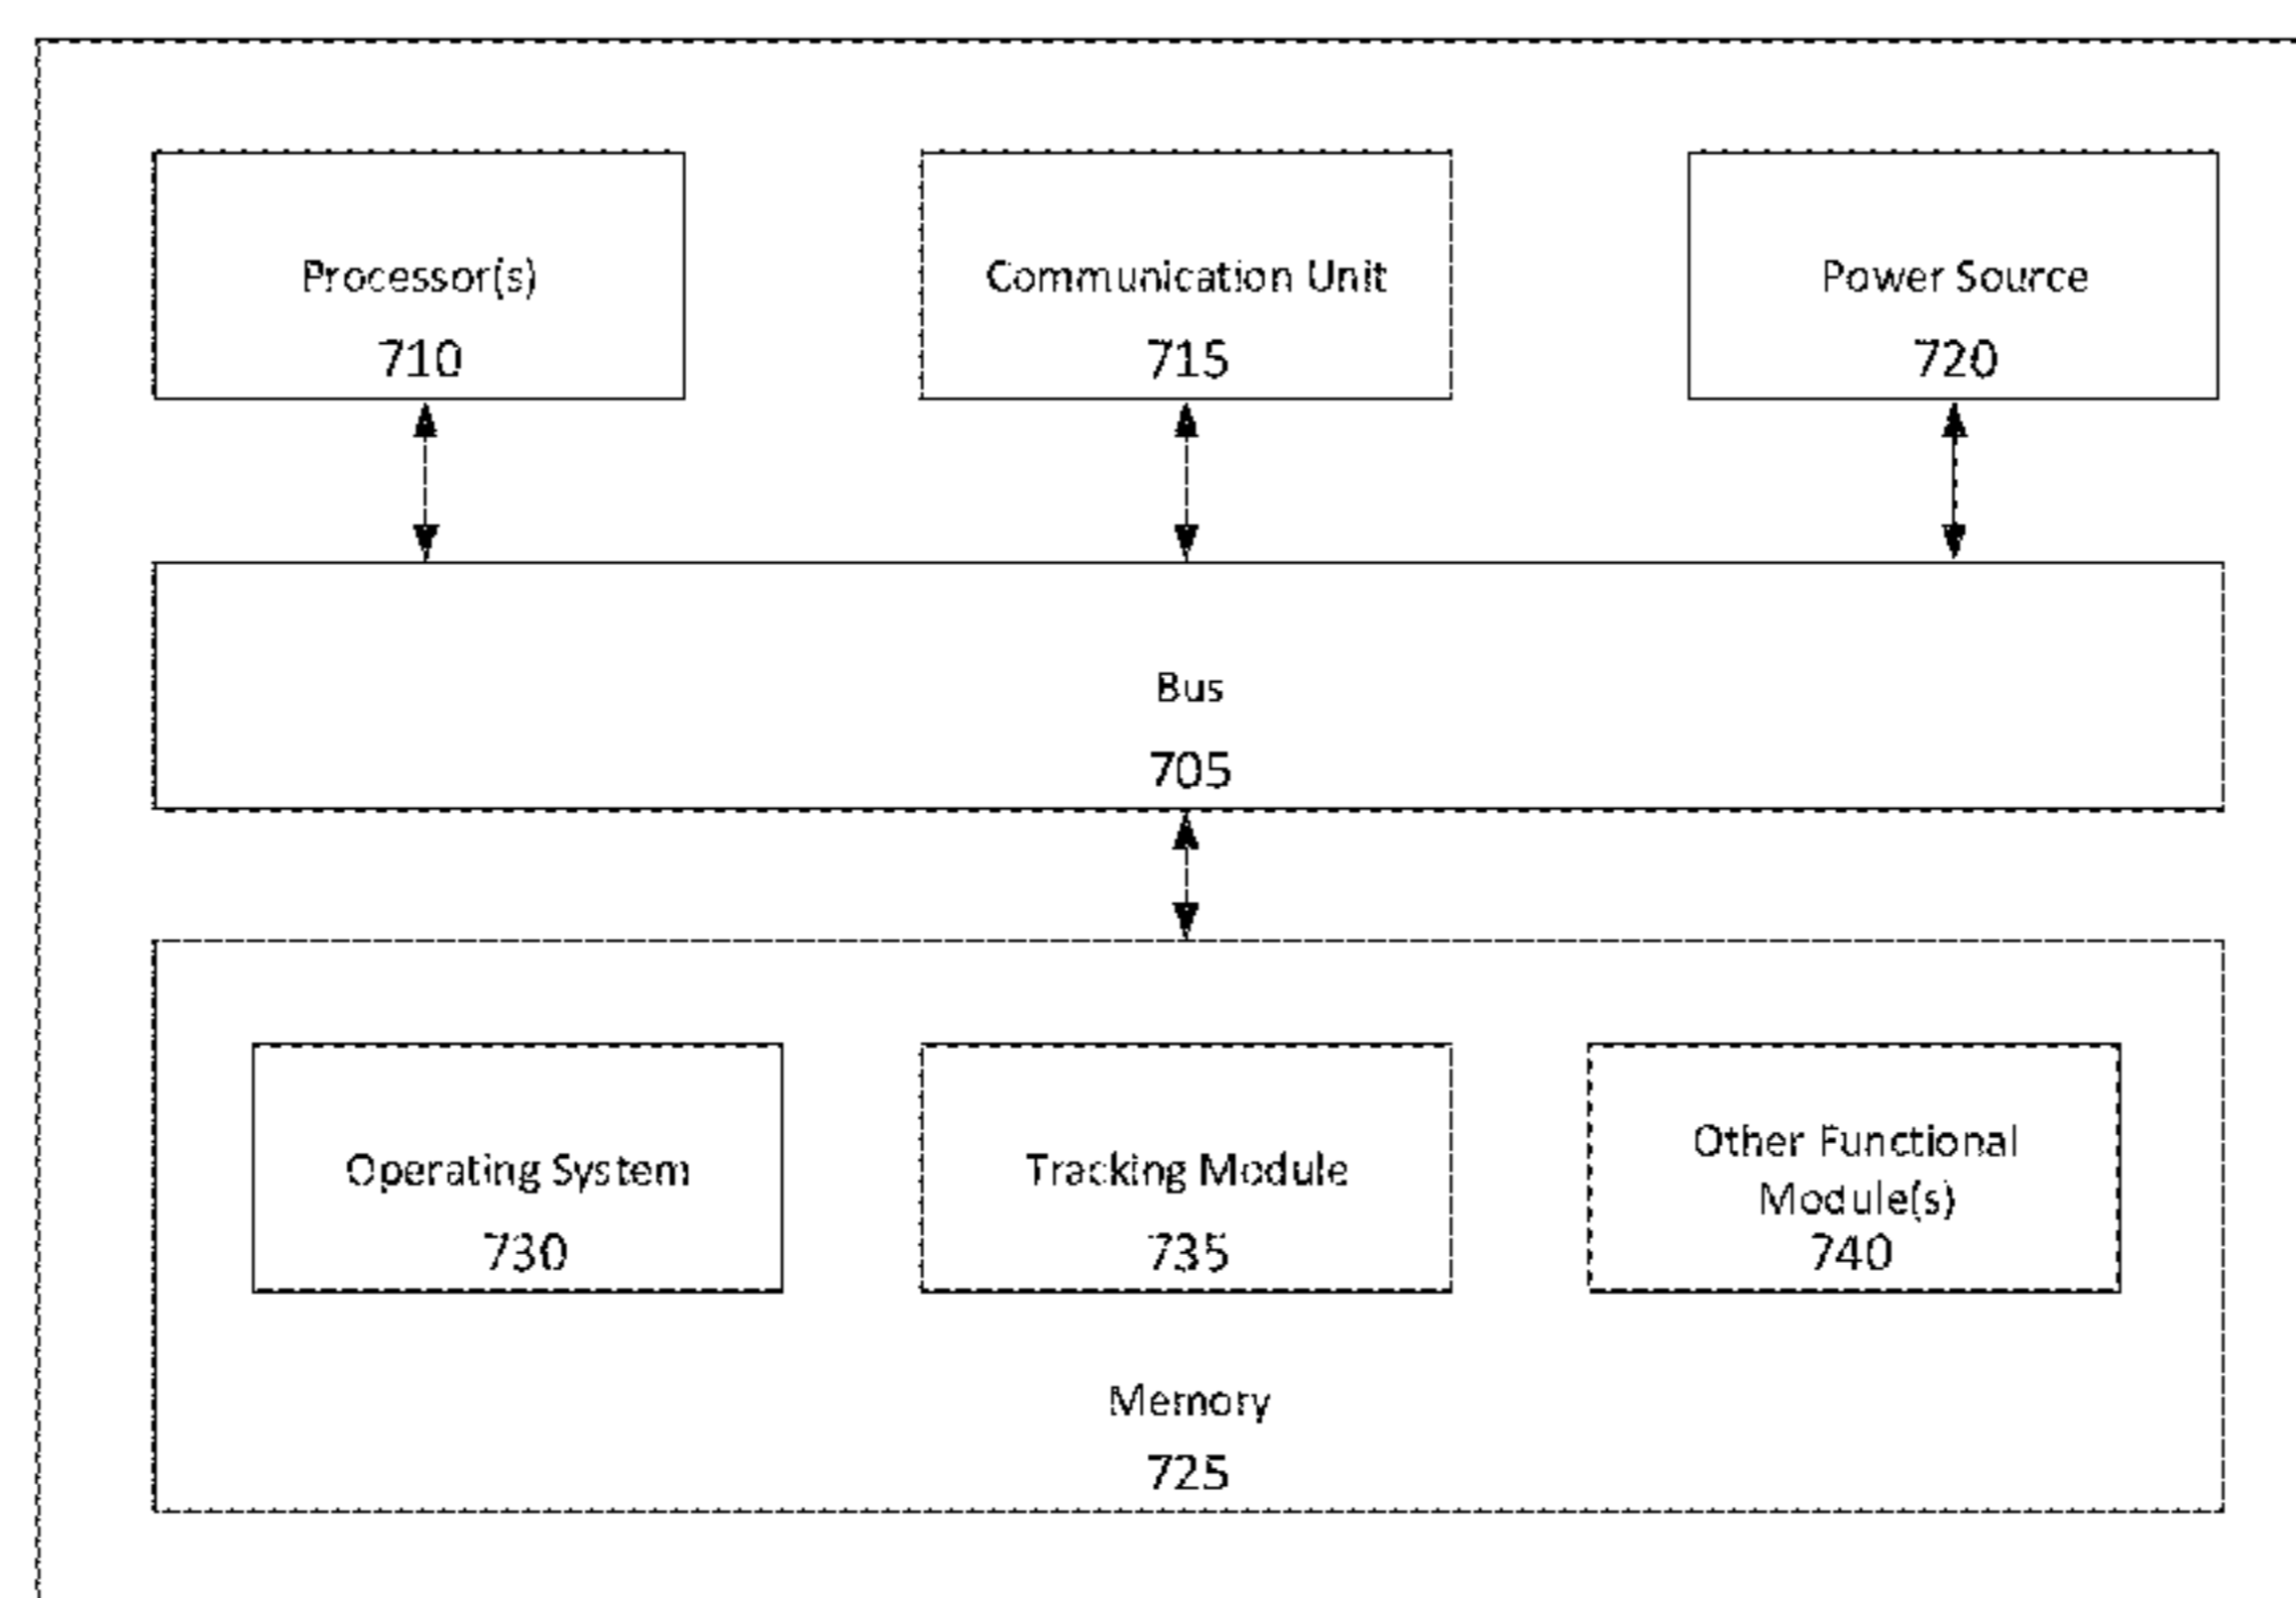 Processor(s)
710
Communication Unit
715
Power Source
720
Bus
705
Operating System
730
Tracking Module
735
Other Functional
Module(s)
740
Memory
725